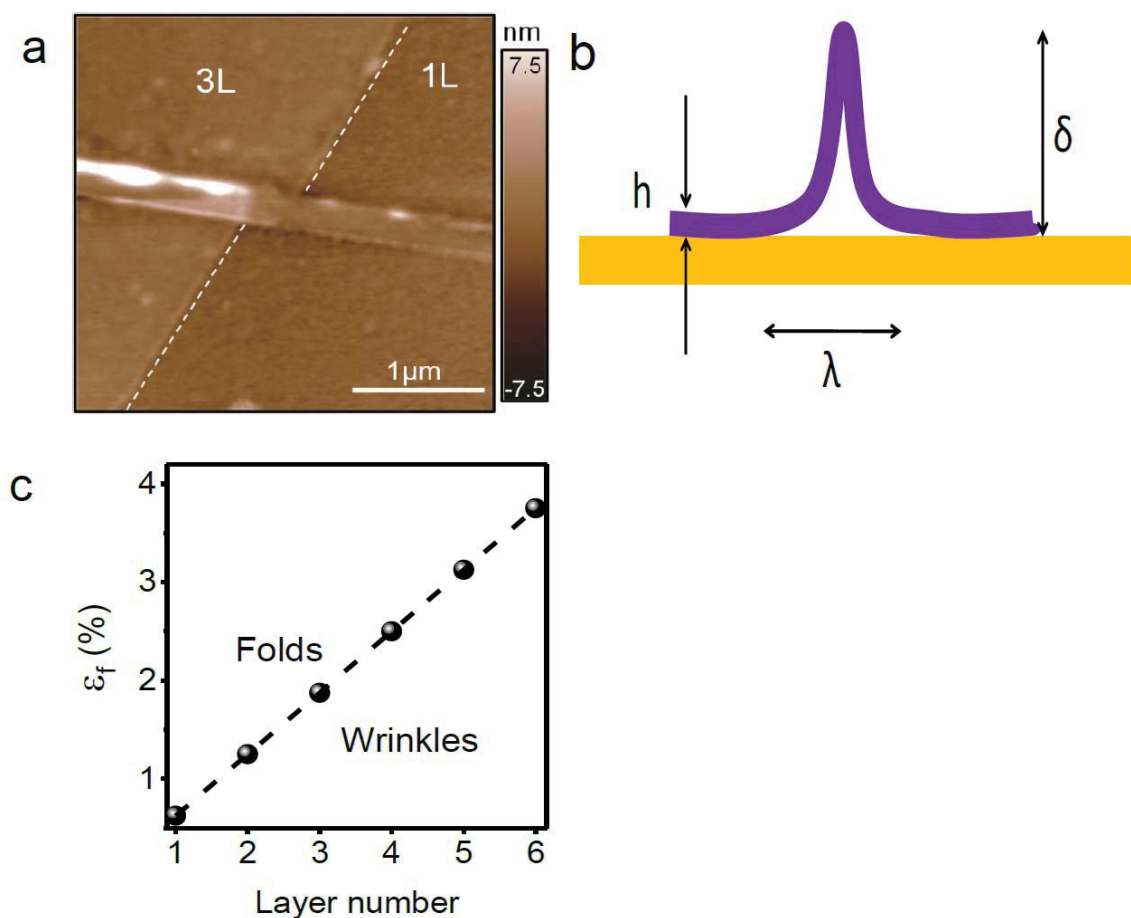 a
3L
1L
nm
7.5
-7.5
1μm
b
h
δ
λ
c
εf (%)
4
3
2
1
Folds
Wrinkles
1 2 3 4 5 6
Layer number